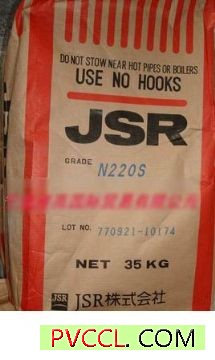 DO NOT STOW NEAR HOT PIPES OR BOILERS
USE NO HOOKS
JSR
GRADE N220S
LOT NO. 770921-10174
NET 35 KG
JSR JSR株式会社
PVCCL.COM